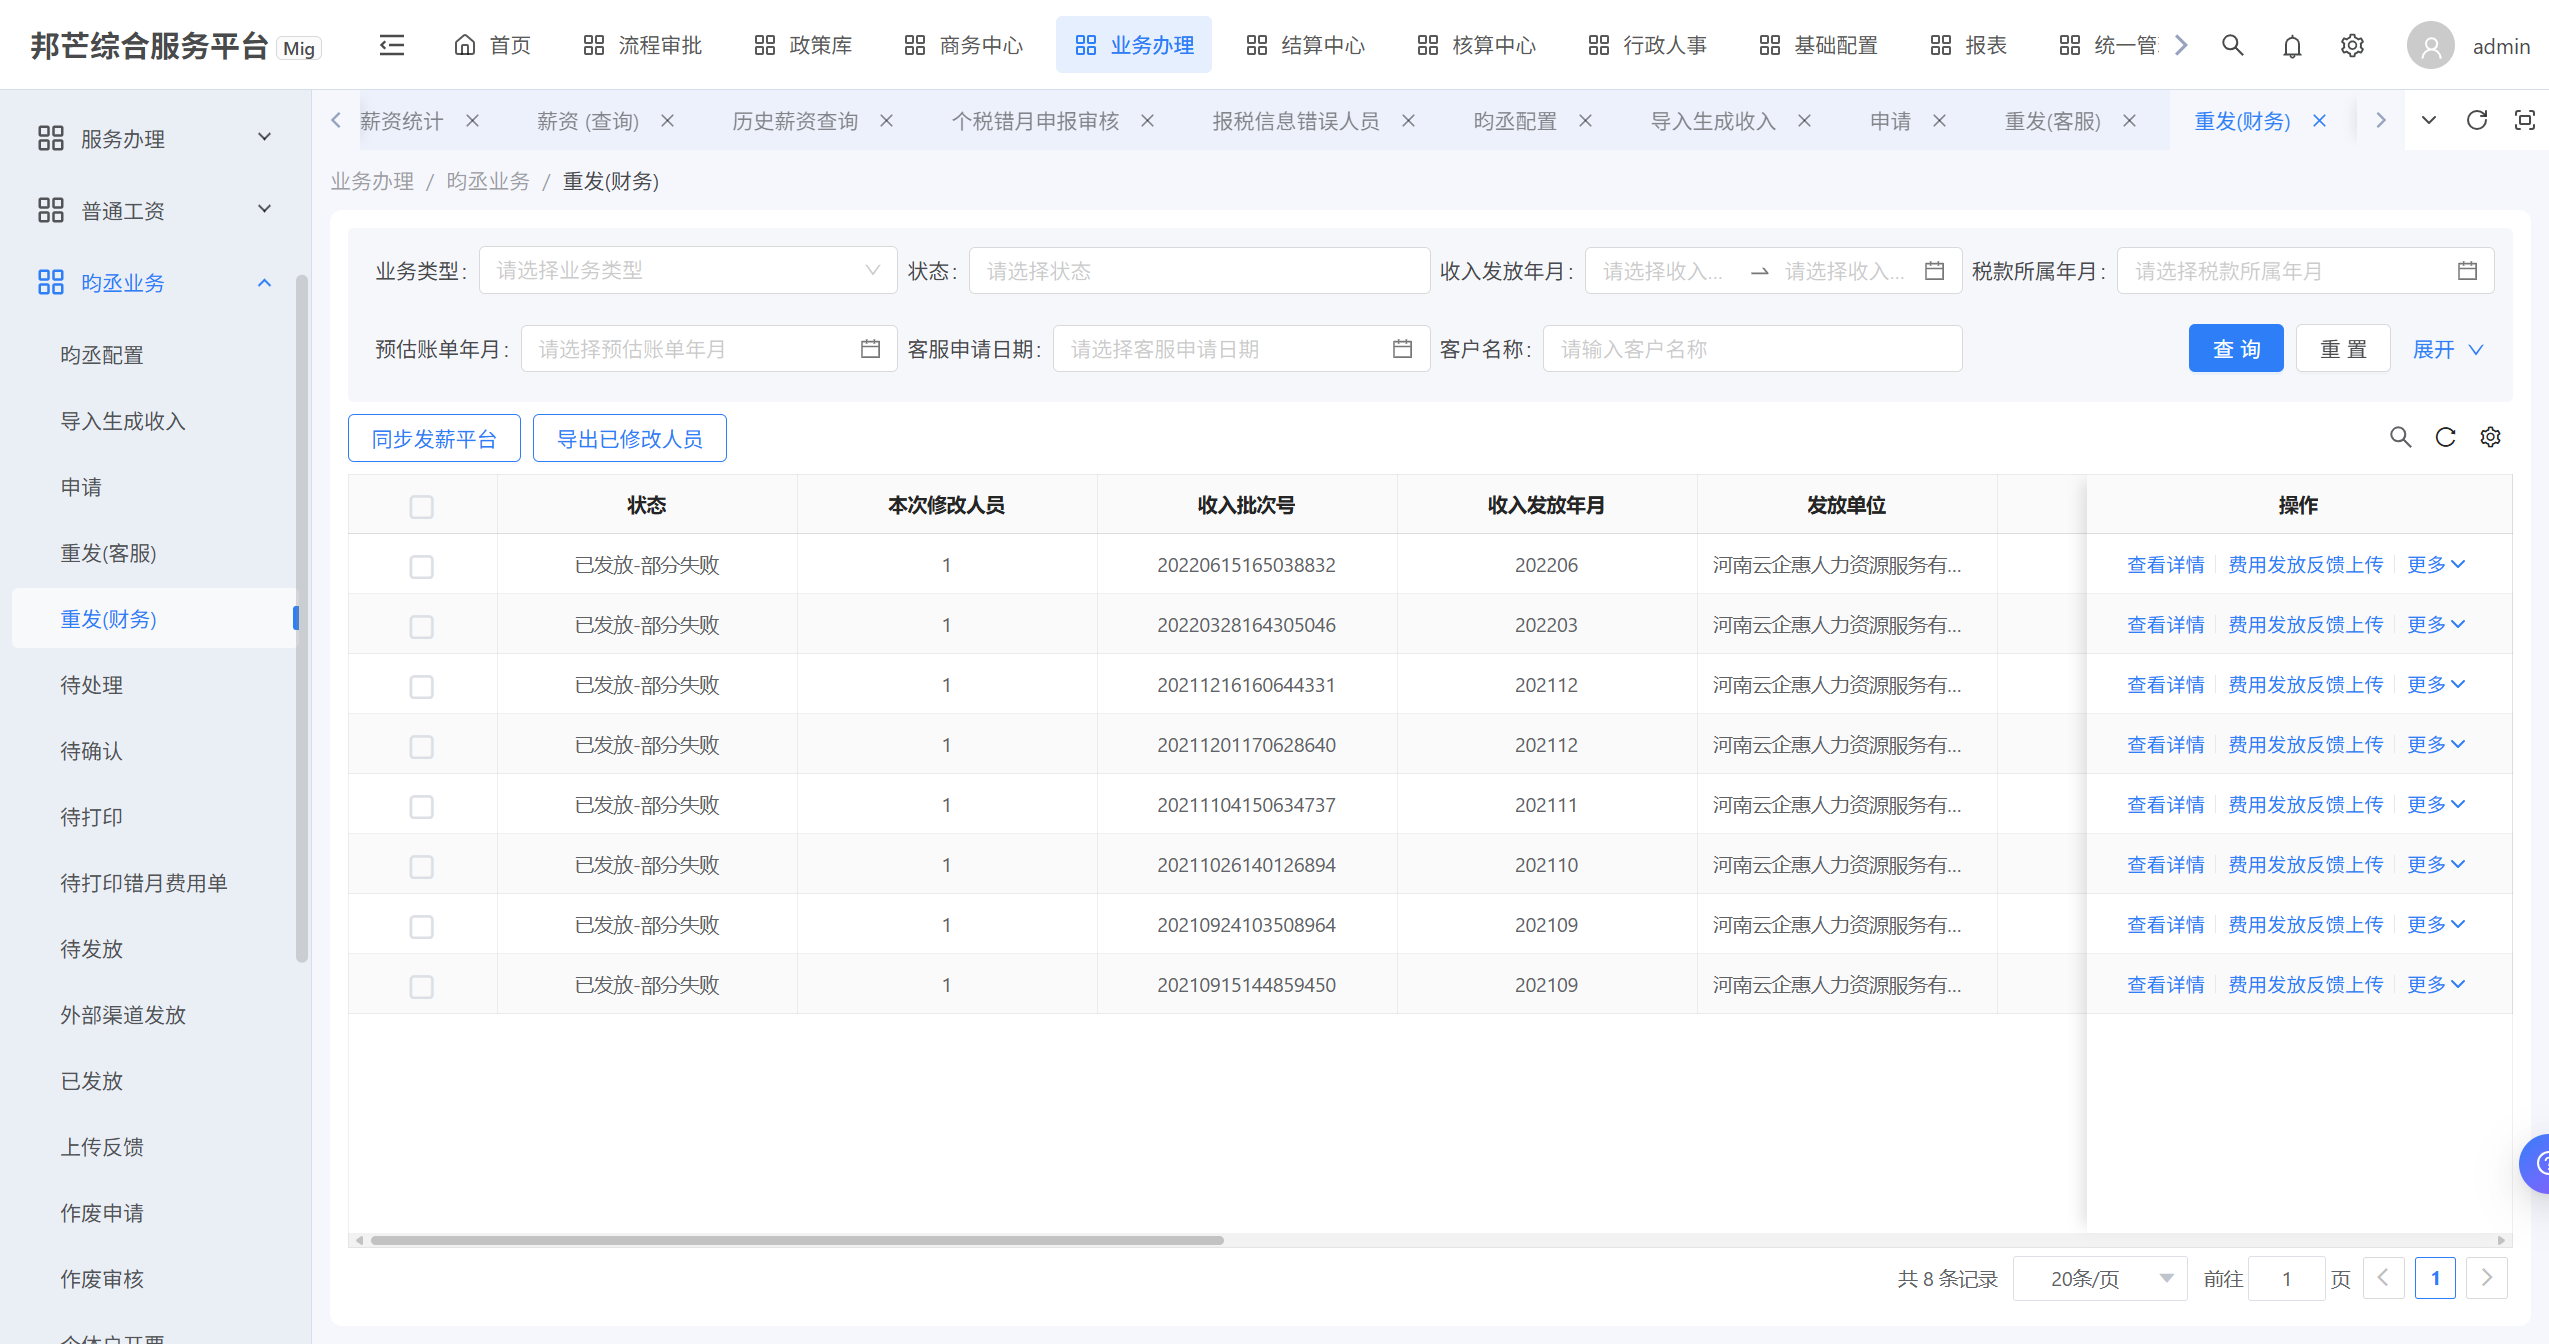 邦芒综合服务平台 Mig 首页 流程审批 政策库 商务中心 业务办理 结算中心 核算中心 行政人事 基础配置 报表 统一管 admin
薪资统计 薪资 (查询) 历史薪资查询 个税错月申报审核 报税信息错误人员 昀丞配置 导入生成收入 申请 重发(客服) 重发(财务)
业务办理 / 昀丞业务 / 重发(财务)
服务办理
普通工资
昀丞业务
昀丞配置
导入生成收入
申请
重发(客服)
重发(财务)
待处理
待确认
待打印
待打印错月费用单
待发放
外部渠道发放
已发放
上传反馈
作废申请
作废审核
业务类型: 请选择业务类型 状态: 请选择状态 收入发放年月: 请选择收入... 请选择收入... 税款所属年月: 请选择税款所属年月
预估账单年月: 请选择预估账单年月 客服申请日期: 请选择客服申请日期 客户名称: 请输入客户名称 查 询 重 置 展开
同步发薪平台 导出已修改人员
状态 本次修改人员 收入批次号 收入发放年月 发放单位 操作
已发放-部分失败 1 20220615165038832 202206 河南云企惠人力资源服务有... 查看详情 费用发放反馈上传 更多
已发放-部分失败 1 20220328164305046 202203 河南云企惠人力资源服务有... 查看详情 费用发放反馈上传 更多
已发放-部分失败 1 20211216160644331 202112 河南云企惠人力资源服务有... 查看详情 费用发放反馈上传 更多
已发放-部分失败 1 20211201170628640 202112 河南云企惠人力资源服务有... 查看详情 费用发放反馈上传 更多
已发放-部分失败 1 20211104150634737 202111 河南云企惠人力资源服务有... 查看详情 费用发放反馈上传 更多
已发放-部分失败 1 20211026140126894 202110 河南云企惠人力资源服务有... 查看详情 费用发放反馈上传 更多
已发放-部分失败 1 20210924103508964 202109 河南云企惠人力资源服务有... 查看详情 费用发放反馈上传 更多
已发放-部分失败 1 20210915144859450 202109 河南云企惠人力资源服务有... 查看详情 费用发放反馈上传 更多
共 8 条记录 20条/页 前往 1 页 1